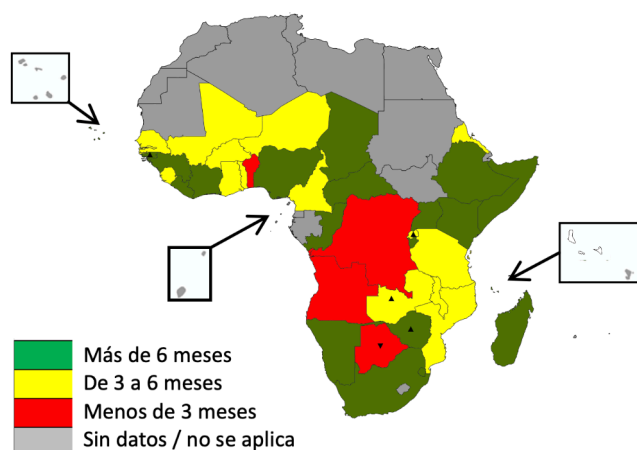 Más de 6 meses
De 3 a 6 meses
Menos de 3 meses
Sin datos / no se aplica